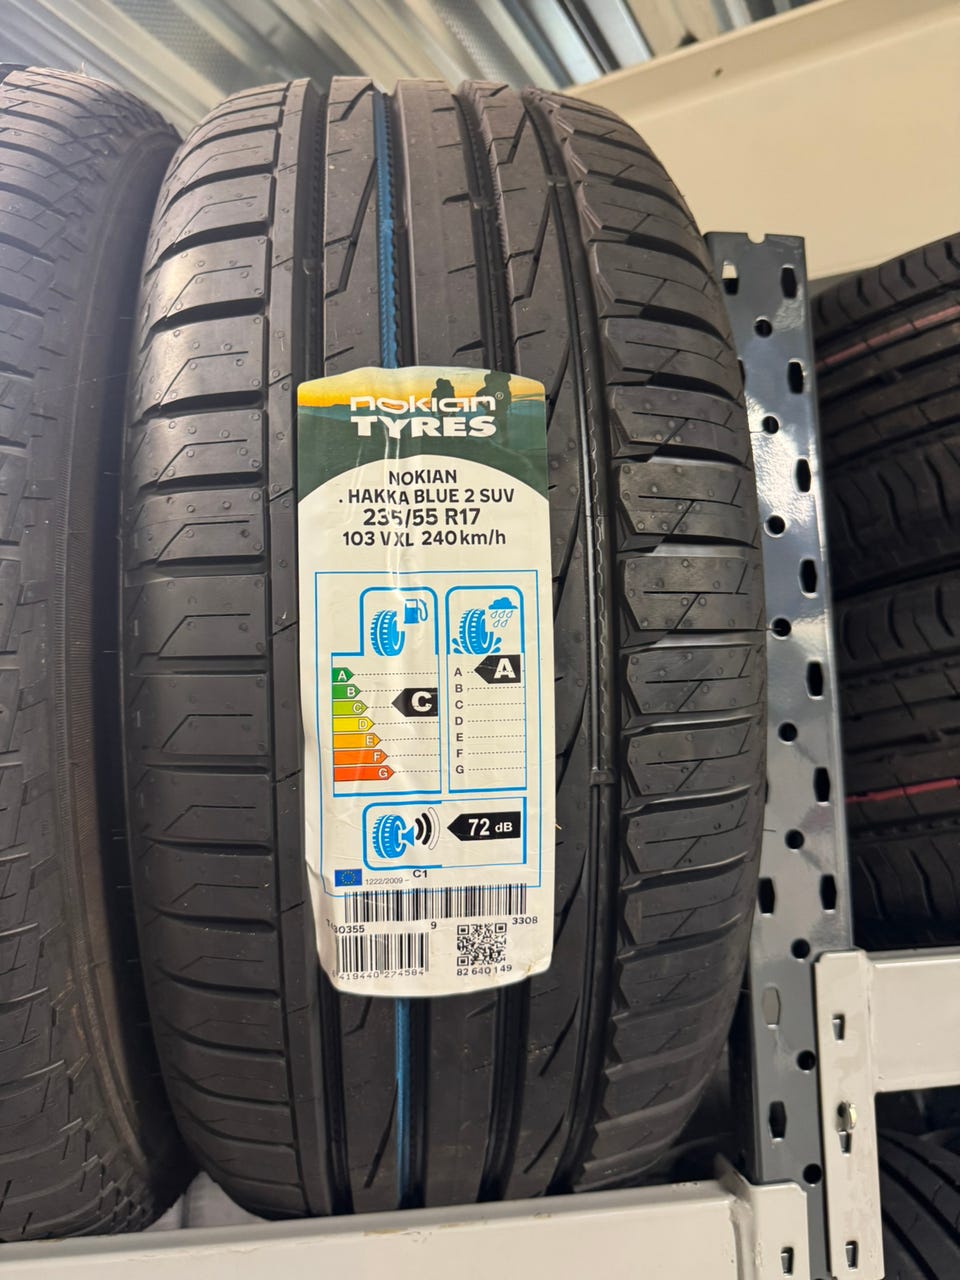 nokian®
TYRES
NOKIAN
. HAKKA BLUE 2 SUV
235/55 R17
103 V XL 240 km/h
A
B
C
D
E
F
G
C
A
B
C
D
E
F
G
A
72 dB
1222/2009 -
C1
9
3308
82 640 149